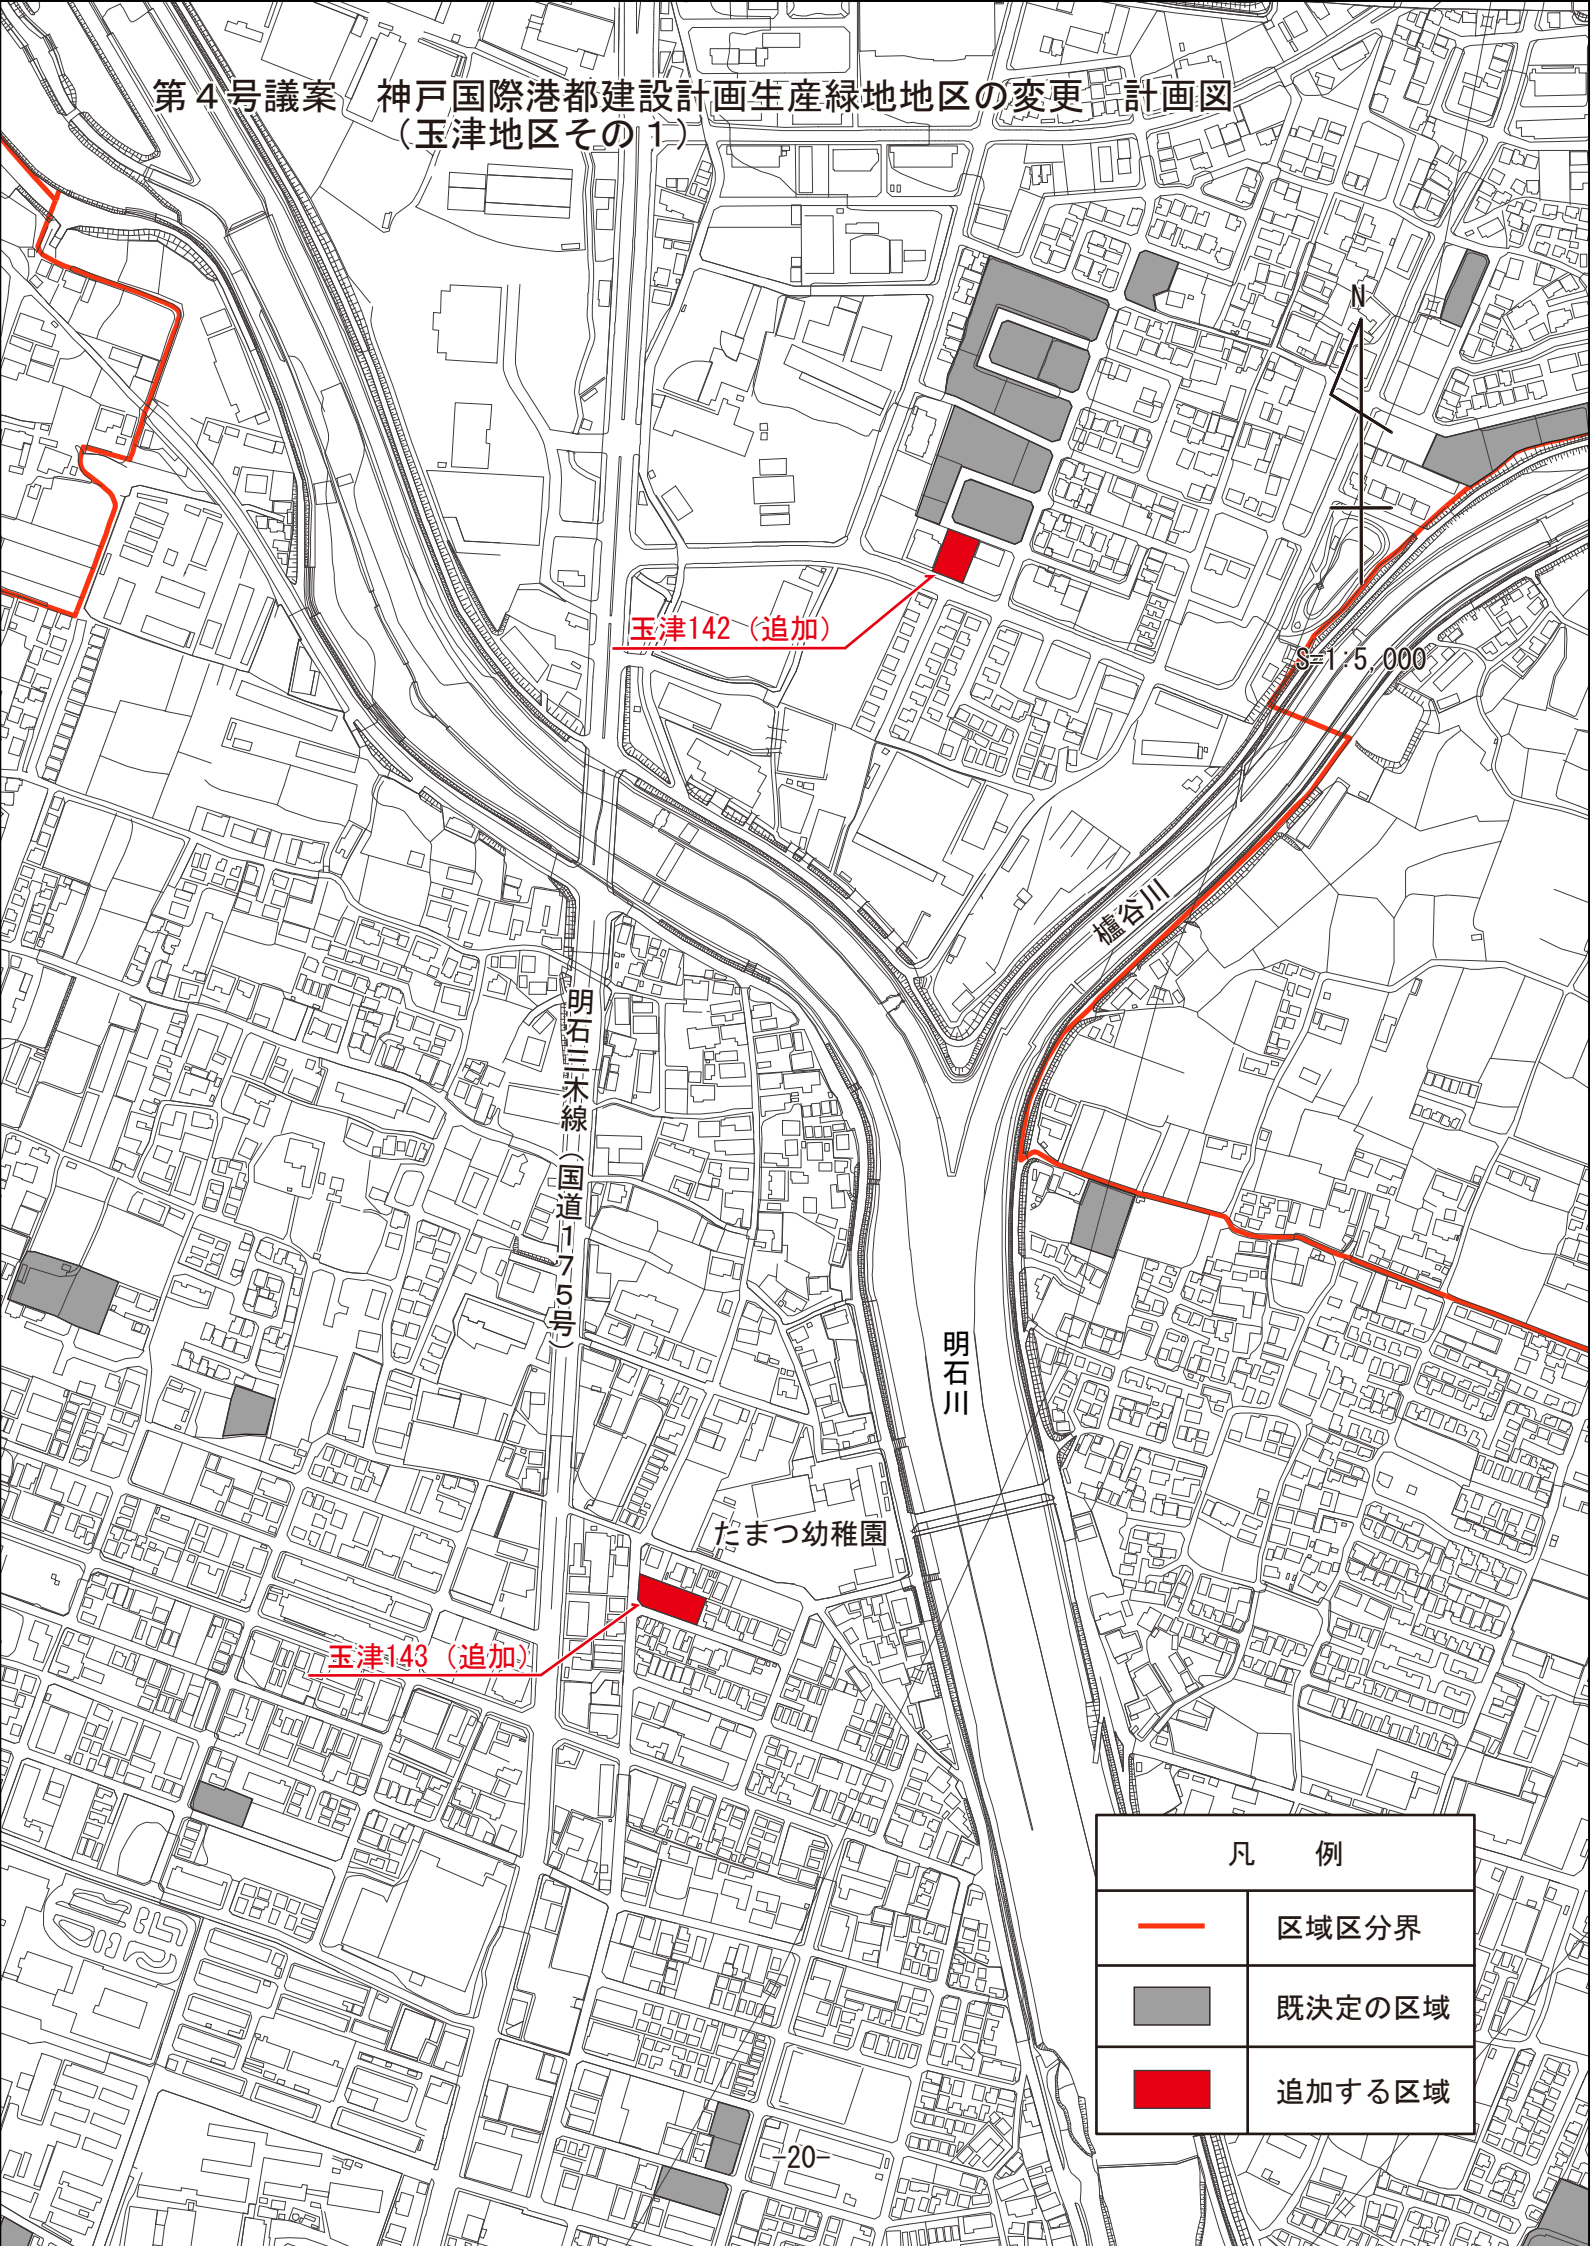 第４号議案　神戸国際港都建設計画生産緑地地区の変更　計画図
（玉津地区その１）
N
玉津142（追加）
S=1:5,000
櫨谷川
明石三木線（国道１７５号）
明石川
たまつ幼稚園
玉津143（追加）
凡　例
区域区分界
既決定の区域
追加する区域
-20-